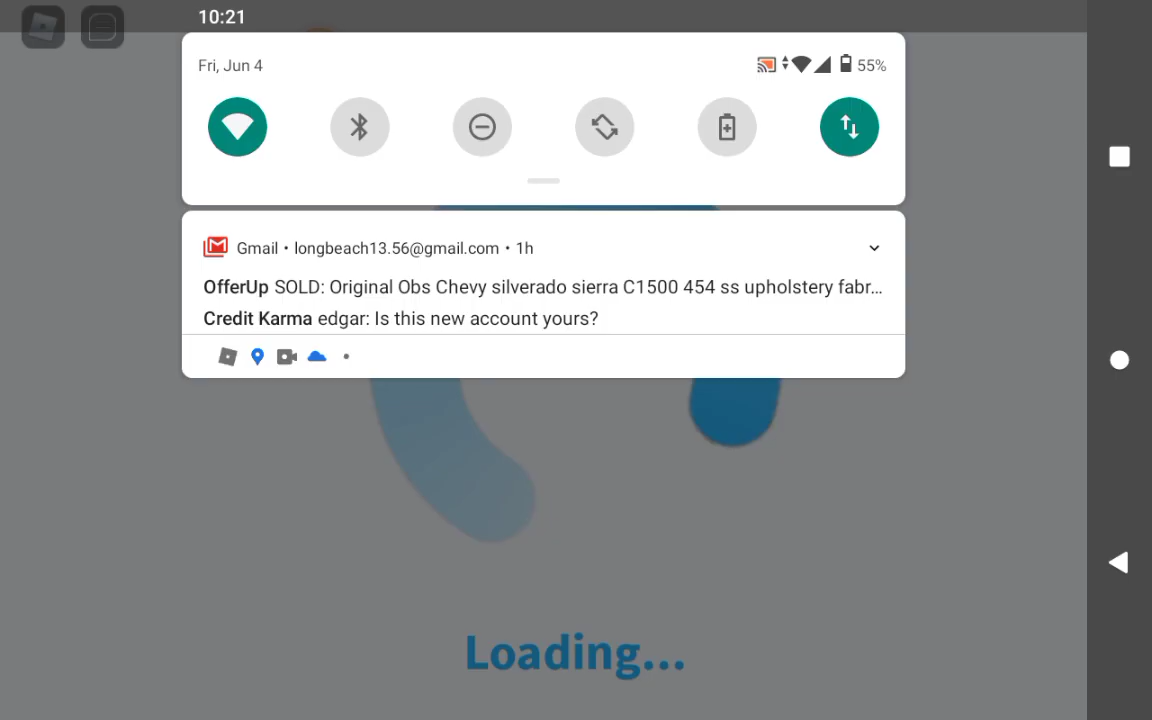 10:21
Fri, Jun 4
55%
Gmail • longbeach13.56@gmail.com • 1h
OfferUp SOLD: Original Obs Chevy silverado sierra C1500 454 ss upholstery fabr...
Credit Karma edgar: Is this new account yours?
Loading...